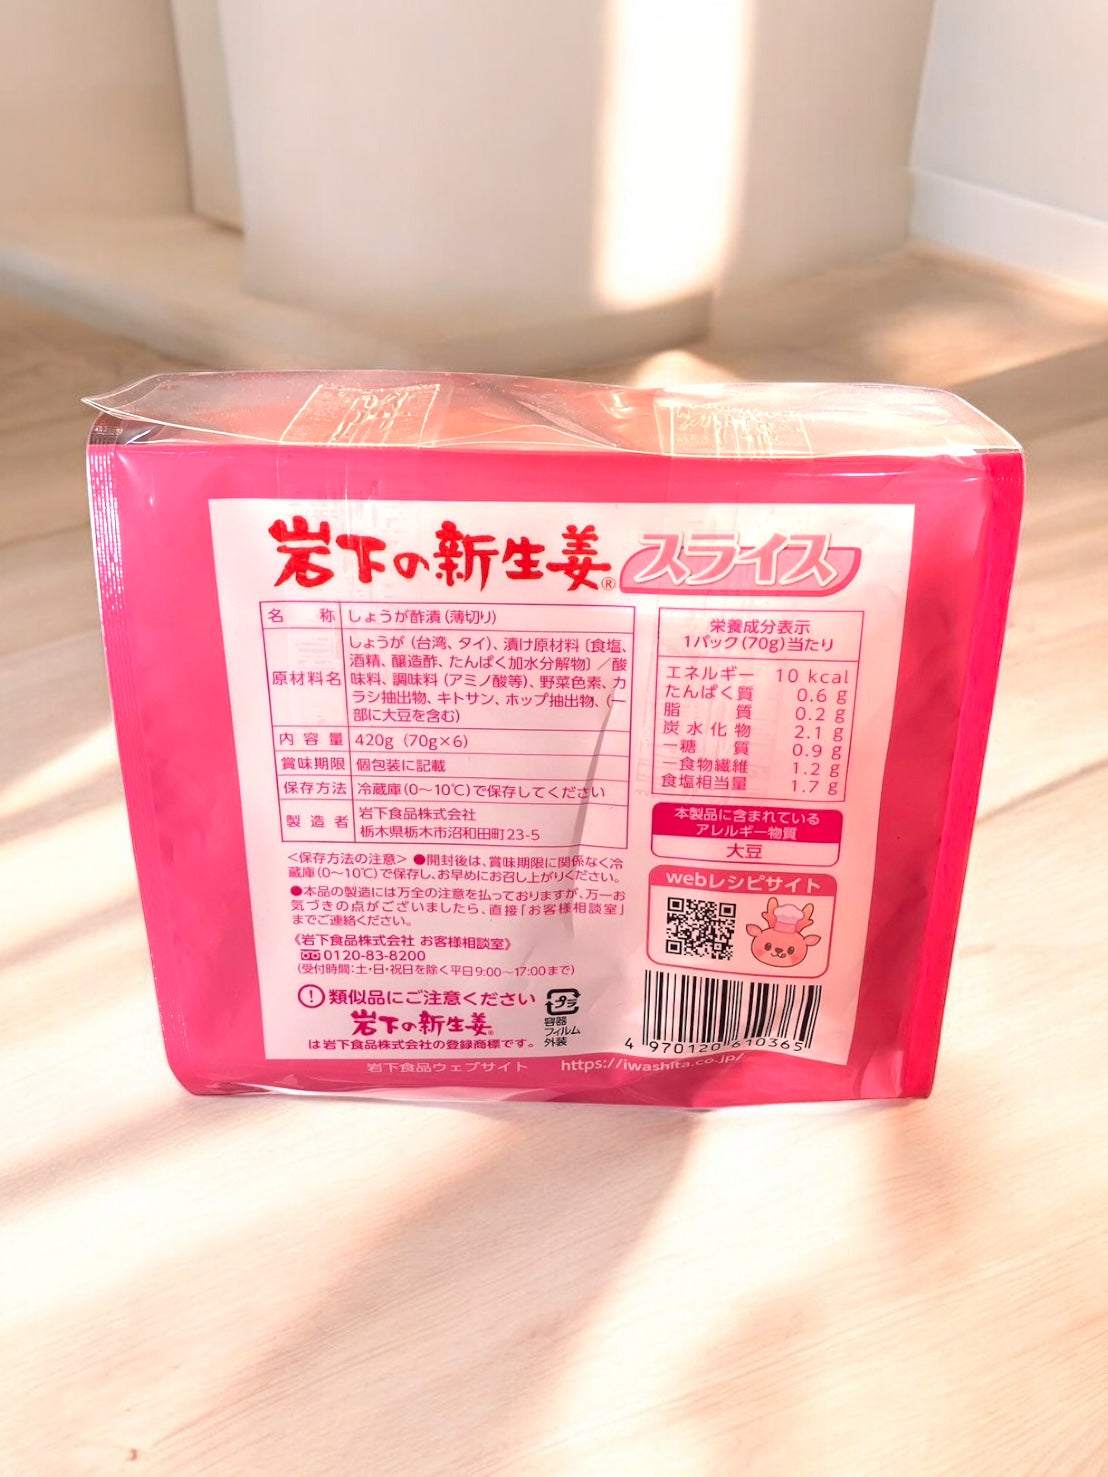 岩下の新生姜® スライス
名称 しょうが酢漬(薄切り)
原材料名 しょうが(台湾、タイ)、漬け原材料〔食塩、
酒精、醸造酢、たんぱく加水分解物〕／酸
味料、調味料(アミノ酸等)、野菜色素、カ
ラシ抽出物、キトサン、ホップ抽出物、(一
部に大豆を含む)
内容量 420g (70g×6)
賞味期限 個包装に記載
保存方法 冷蔵庫(0〜10℃)で保存してください
製造者 岩下食品株式会社
栃木県栃木市沼和田町23-5
<保存方法の注意> ●開封後は、賞味期限に関係なく冷
蔵庫(0〜10℃)で保存し、お早めにお召し上がりください。
●本品の製造には万全の注意を払っておりますが、万一お
気づきの点がございましたら、直接「お客様相談室」
までご連絡ください。
《岩下食品株式会社 お客様相談室》
0120-83-8200
(受付時間:土・日・祝日を除く平日9:00〜17:00まで)
! 類似品にご注意ください
岩下の新生姜®
は岩下食品株式会社の登録商標です。
プラ
容器
フィルム
外装
栄養成分表示
1パック(70g)当たり
エネルギー 10 kcal
たんぱく質 0.6 g
脂質 0.2 g
炭水化物 2.1 g
ー糖質 0.9 g
ー食物繊維 1.2 g
食塩相当量 1.7 g
本製品に含まれている
アレルギー物質
大豆
webレシピサイト
4 970120 610365
岩下食品ウェブサイト https://iwashita.co.jp/